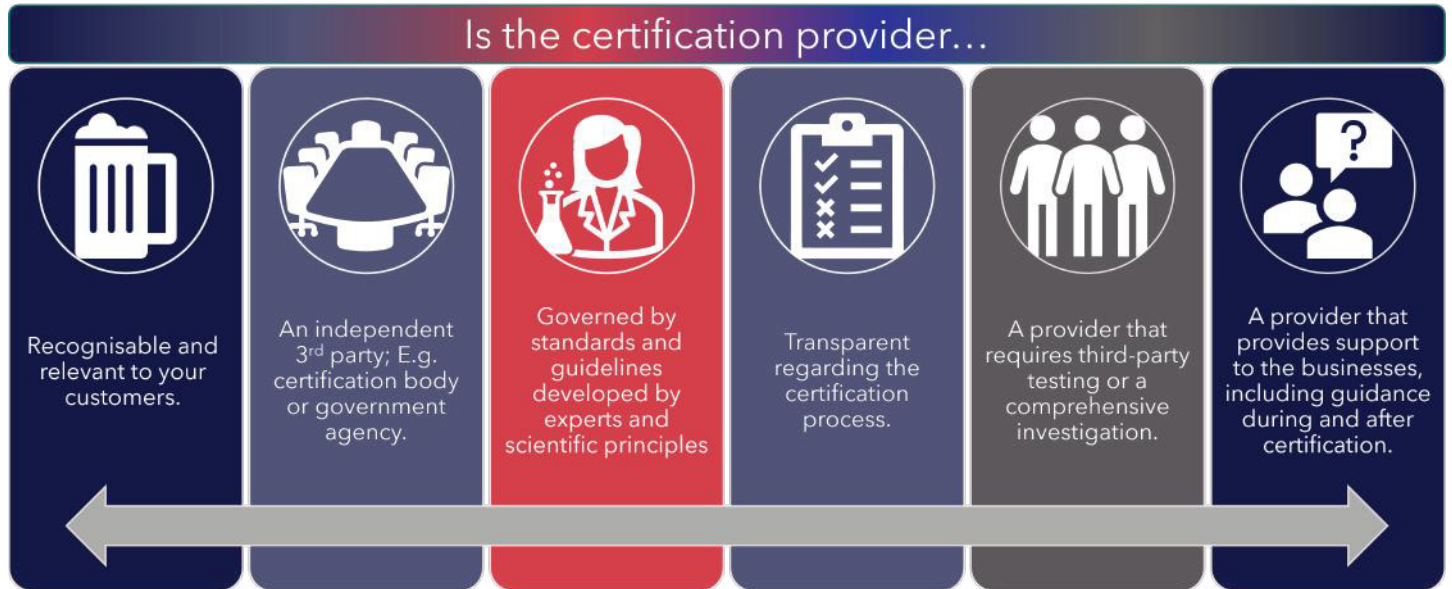 Is the certification provider...
Recognisable and
relevant to your
customers.
An independent
3rd party; E.g.
certification body
or government
agency.
Governed by
standards and
guidelines
developed by
experts and
scientific principles
Transparent
regarding the
certification
process.
A provider that
requires third-party
testing or a
comprehensive
investigation.
?
A provider that
provides support
to the businesses,
including guidance
during and after
certification.